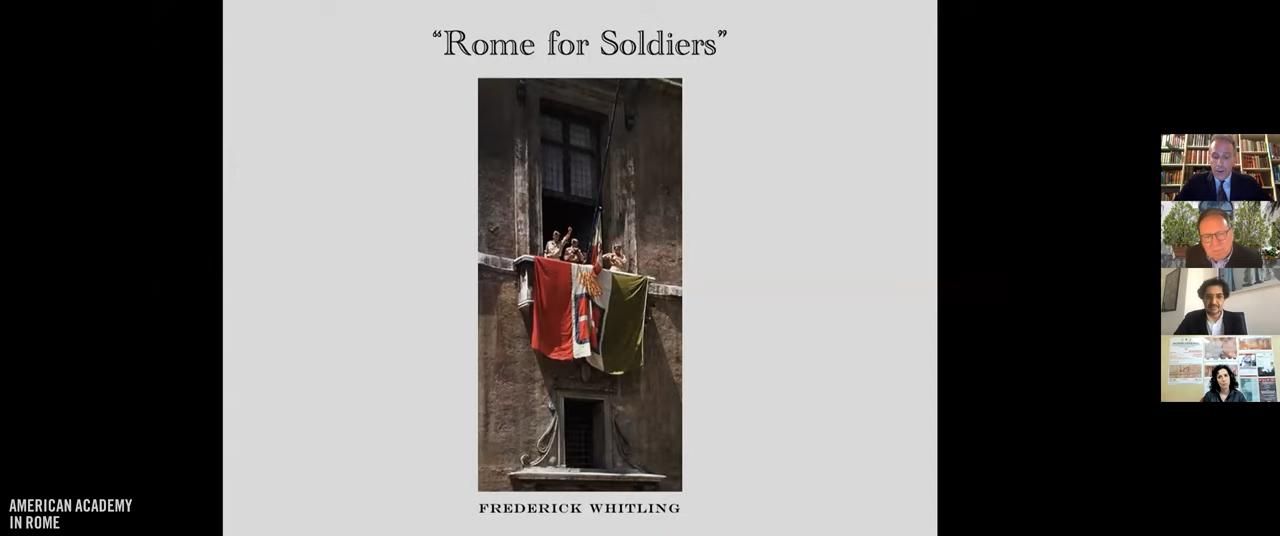 “Rome for Soldiers”
FREDERICK WHITLING
AMERICAN ACADEMY
IN ROME